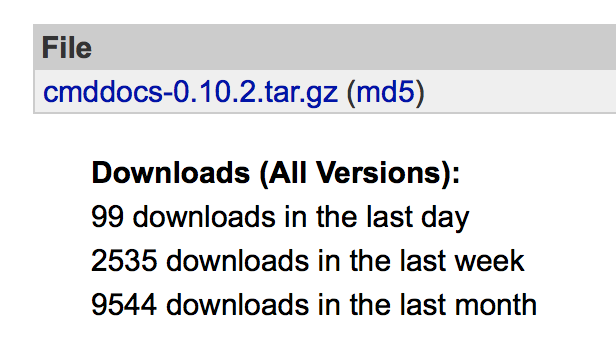 File
cmddocs-0.10.2.tar.gz (md5)
Downloads (All Versions):
99 downloads in the last day
2535 downloads in the last week
9544 downloads in the last month